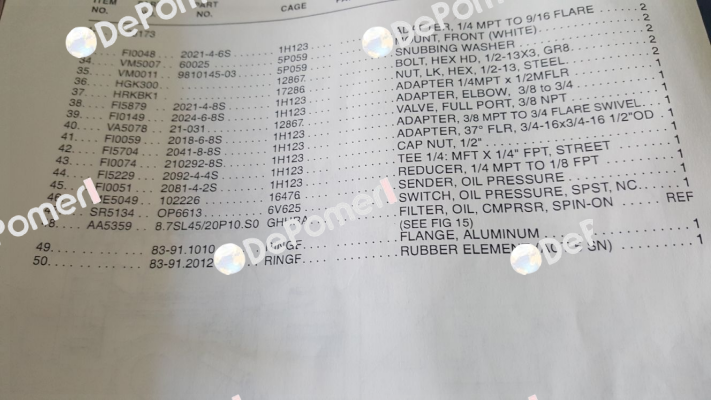 ITEM NO. PART NO. CAGE
173
FI0048 2021-4-6S 1H123 1/4 MPT TO 9/16 FLARE 2
34. VM5007 60025 5P059 MOUNT, FRONT (WHITE) 2
35. VM0011 9810145-03 5P059 SNUBBING WASHER 2
36. HGK300 12867 BOLT, HEX HD, 1/2-13X3, GR8. 2
37. HRKBK1 17286 NUT, LK, HEX, 1/2-13, STEEL 2
38. FI5879 2021-4-8S 1H123 ADAPTER 1/4MPT x 1/2MFLR 1
39. FI0149 2024-6-8S 1H123 ADAPTER, ELBOW, 3/8 to 3/4 1
40. VA5078 21-031 12867 VALVE, FULL PORT, 3/8 NPT 1
41. FI0059 2018-6-8S 1H123 ADAPTER, 3/8 MPT TO 3/4 FLARE SWIVEL. 1
42. FI5704 2041-8-8S 1H123 ADAPTER, 37° FLR, 3/4-16x3/4-16 1/2"OD 1
43. FI0074 210292-8S 1H123 CAP NUT, 1/2" 1
44. FI5229 2092-4-4S 1H123 TEE 1/4: MFT X 1/4" FPT, STREET 1
45. FI0051 2081-4-2S 1H123 REDUCER, 1/4 MPT TO 1/8 FPT 1
NE5049 102226 16476 SENDER, OIL PRESSURE 1
SR5134 OP6613 6V625 SWITCH, OIL PRESSURE, SPST, NC. 1
8. AA5359 8.7SL45/20P10.S0 FILTER, OIL, CMPRSR, SPIN-ON REF
(SEE FIG 15)
49. 83-91.1010 RINGF FLANGE, ALUMINUM 1
50. 83-91.2012 RINGF RUBBER ELEMENT 1
DePomerl
DePomerl
DePomerl
DePomerl
DeP